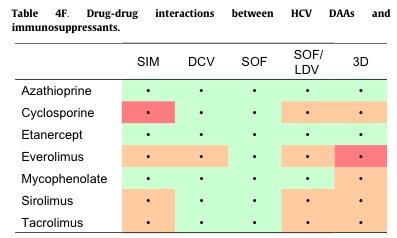 Table 4F. Drug-drug interactions between HCV DAAs and
immunosuppressants.
SIM DCV SOF SOF/ 3D
LDV
Azathioprine • • • • •
Cyclosporine • • • • •
Etanercept • • • • •
Everolimus • • • • •
Mycophenolate • • • • •
Sirolimus • • • • •
Tacrolimus • • • • •